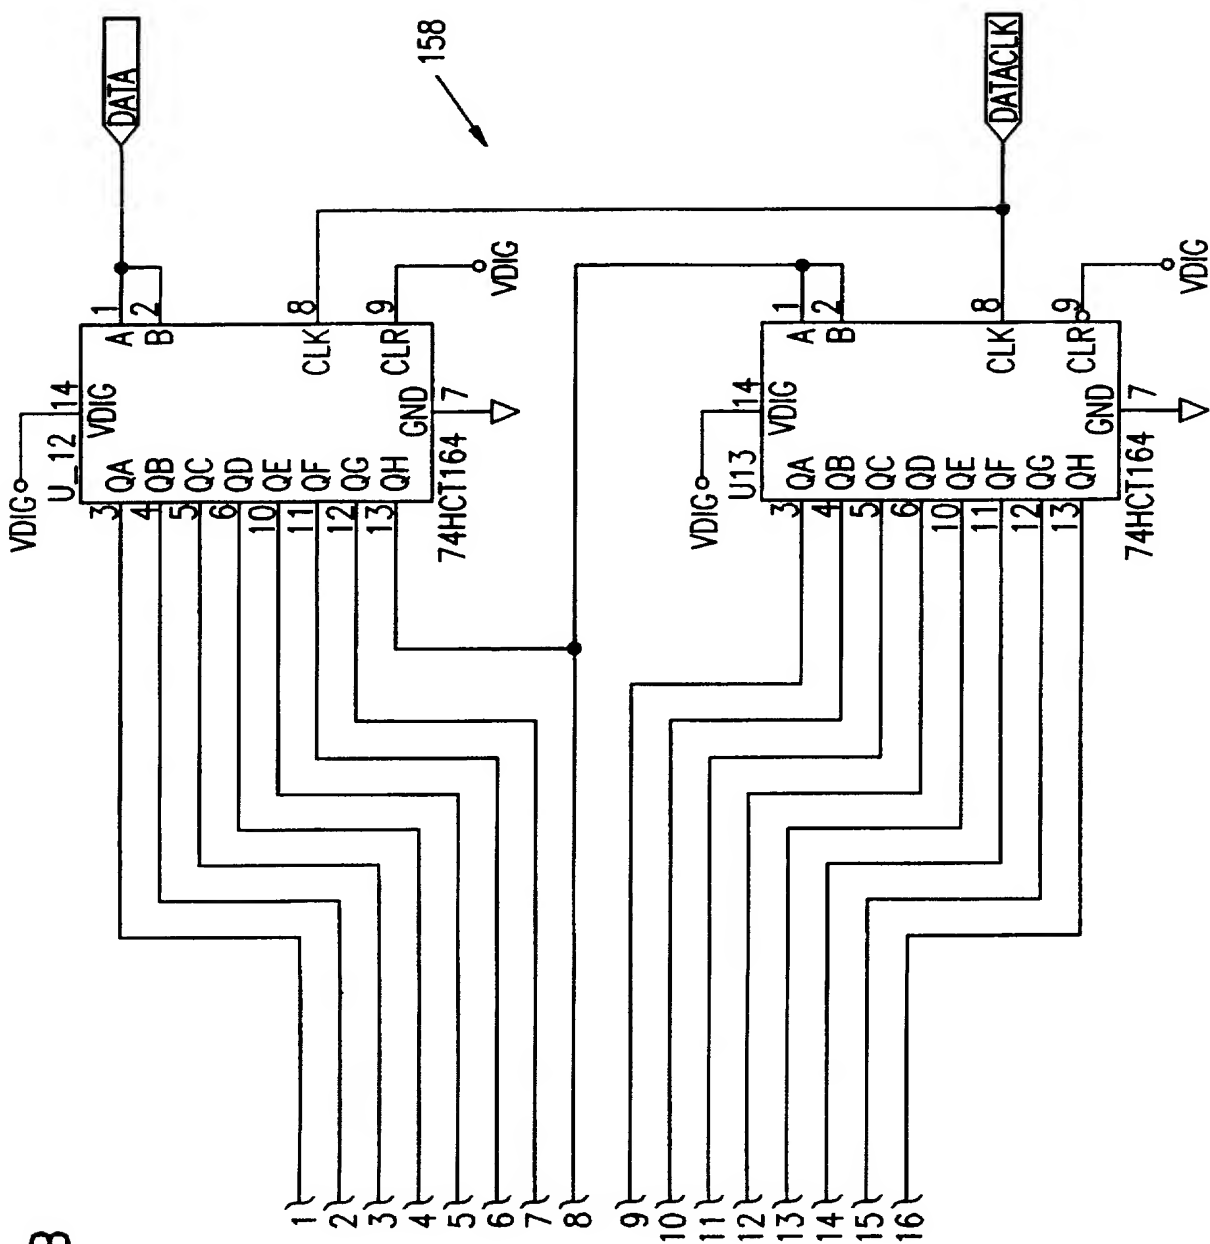 DATA
158
DATACLK
VDIG
U_12
14
VDIG
1
A
2
B
8
CLK
9
CLR
VDIG
GND
7
3
QA
4
QB
5
QC
6
QD
10
QE
11
QF
12
QG
13
QH
74HCT164
VDIG
U13
14
VDIG
1
A
2
B
8
CLK
9
CLR
VDIG
GND
7
3
QA
4
QB
5
QC
6
QD
10
QE
11
QF
12
QG
13
QH
74HCT164
1
2
3
4
5
6
7
8
9
10
11
12
13
14
15
16